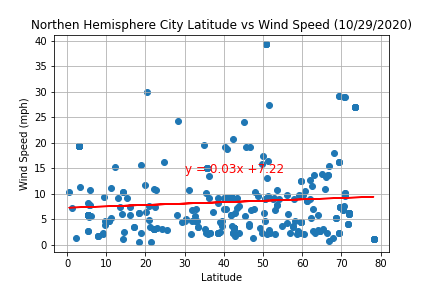 Northen Hemisphere City Latitude vs Wind Speed (10/29/2020)
40
35
30
25
20
15
10
5
0
Wind Speed (mph)
y =0.03x +7.22
0 10 20 30 40 50 60 70 80
Latitude